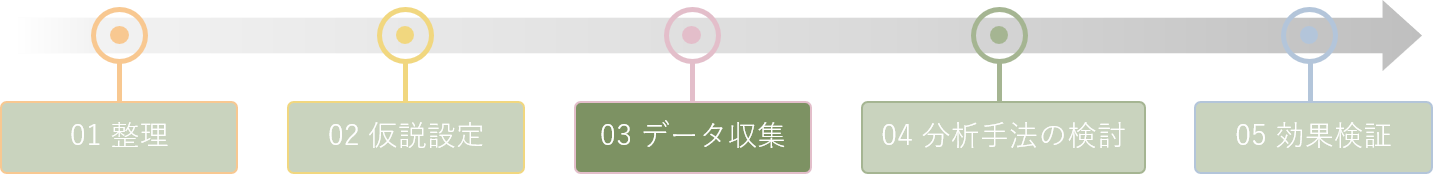 01 整理
02 仮説設定
03 データ収集
04 分析手法の検討
05 効果検証